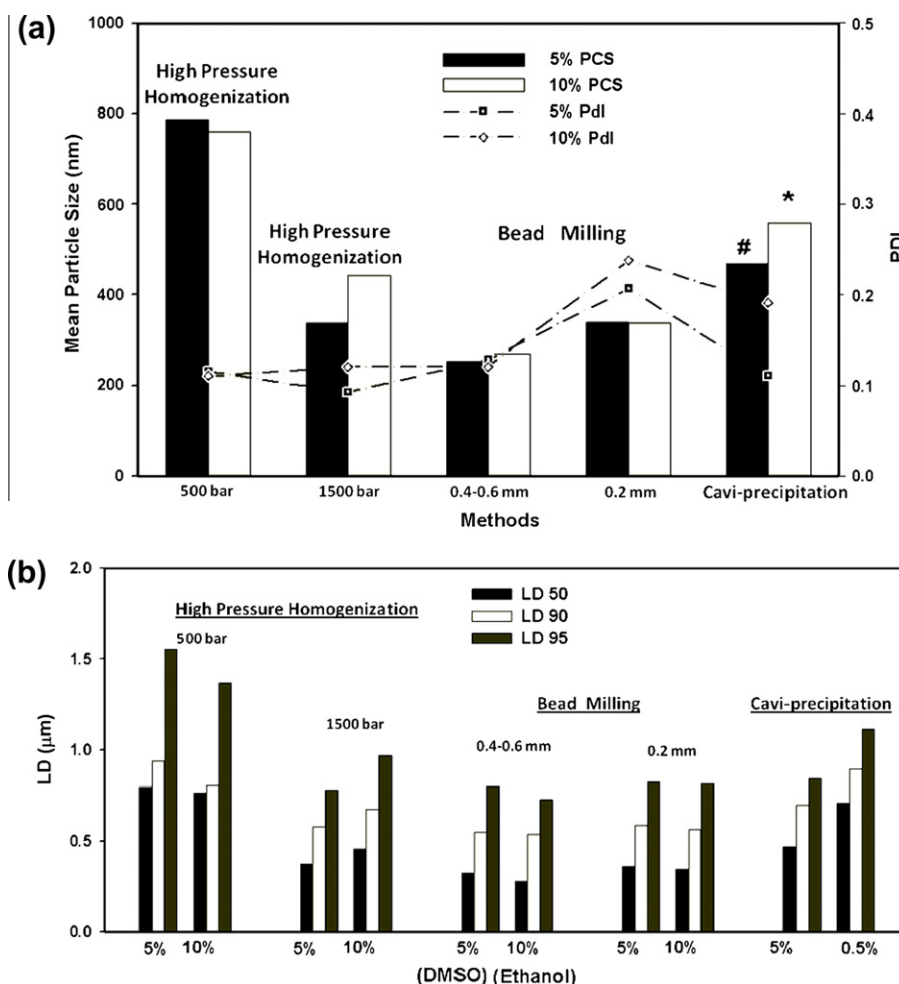 (a)
1000
800
600
400
200
0
Mean Particle Size (nm)
0.5
0.4
0.3
0.2
0.1
0.0
PDI
5% PCS
10% PCS
5% PdI
10% PdI
High Pressure
Homogenization
High Pressure
Homogenization
Bead Milling
#
*
500 bar 1500 bar 0.4-0.6 mm 0.2 mm Cavi-precipitation
Methods
(b)
2.0
1.5
1.0
0.5
0.0
LD (µm)
LD 50
LD 90
LD 95
High Pressure Homogenization
500 bar
1500 bar
Bead Milling
0.4-0.6 mm
0.2 mm
Cavi-precipitation
5% 10% 5% 10% 5% 10% 5% 10% 5% 0.5%
(DMSO) (Ethanol)